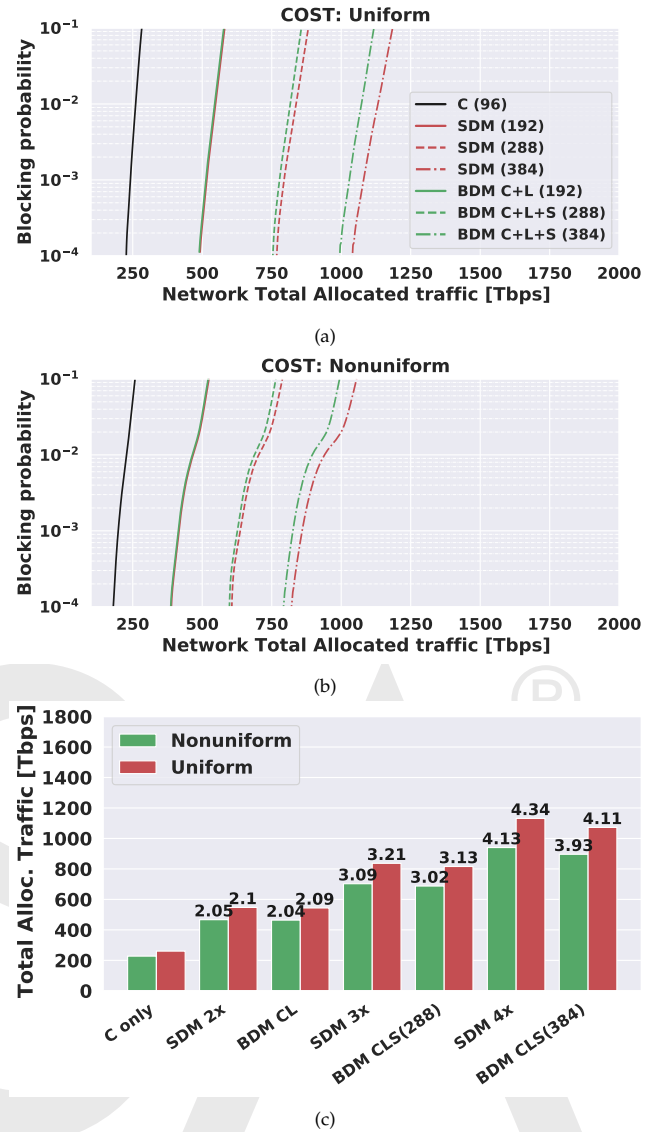 COST: Uniform
Blocking probability
10⁻¹
10⁻²
10⁻³
10⁻⁴
C (96)
SDM (192)
SDM (288)
SDM (384)
BDM C+L (192)
BDM C+L+S (288)
BDM C+L+S (384)
250 500 750 1000 1250 1500 1750 2000
Network Total Allocated traffic [Tbps]
(a)
COST: Nonuniform
Blocking probability
10⁻¹
10⁻²
10⁻³
10⁻⁴
250 500 750 1000 1250 1500 1750 2000
Network Total Allocated traffic [Tbps]
(b)
®
Total Alloc. Traffic [Tbps]
1800
1600
1400
1200
1000
800
600
400
200
0
Nonuniform
Uniform
2.05 2.1 2.04 2.09 3.09 3.21 3.02 3.13 4.13 4.34 3.93 4.11
C only SDM 2x BDM CL SDM 3x BDM CLS(288) SDM 4x BDM CLS(384)
(c)